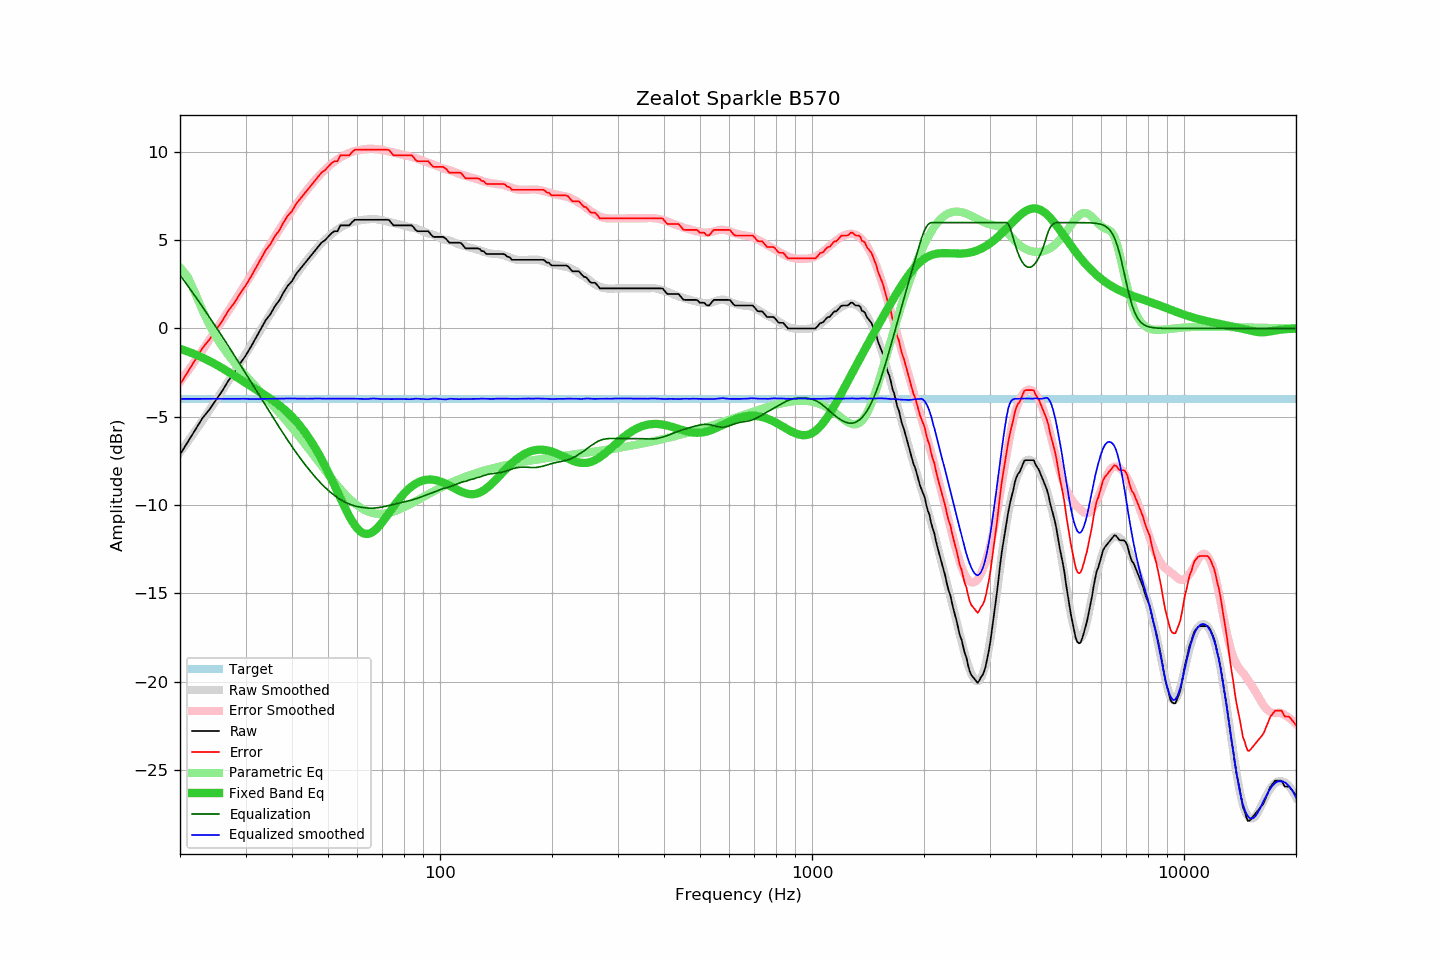 Zealot Sparkle B570
10
5
0
−5
−10
−15
−20
−25
Amplitude (dBr)
Target
Raw Smoothed
Error Smoothed
Raw
Error
Parametric Eq
Fixed Band Eq
Equalization
Equalized smoothed
100
1000
10000
Frequency (Hz)